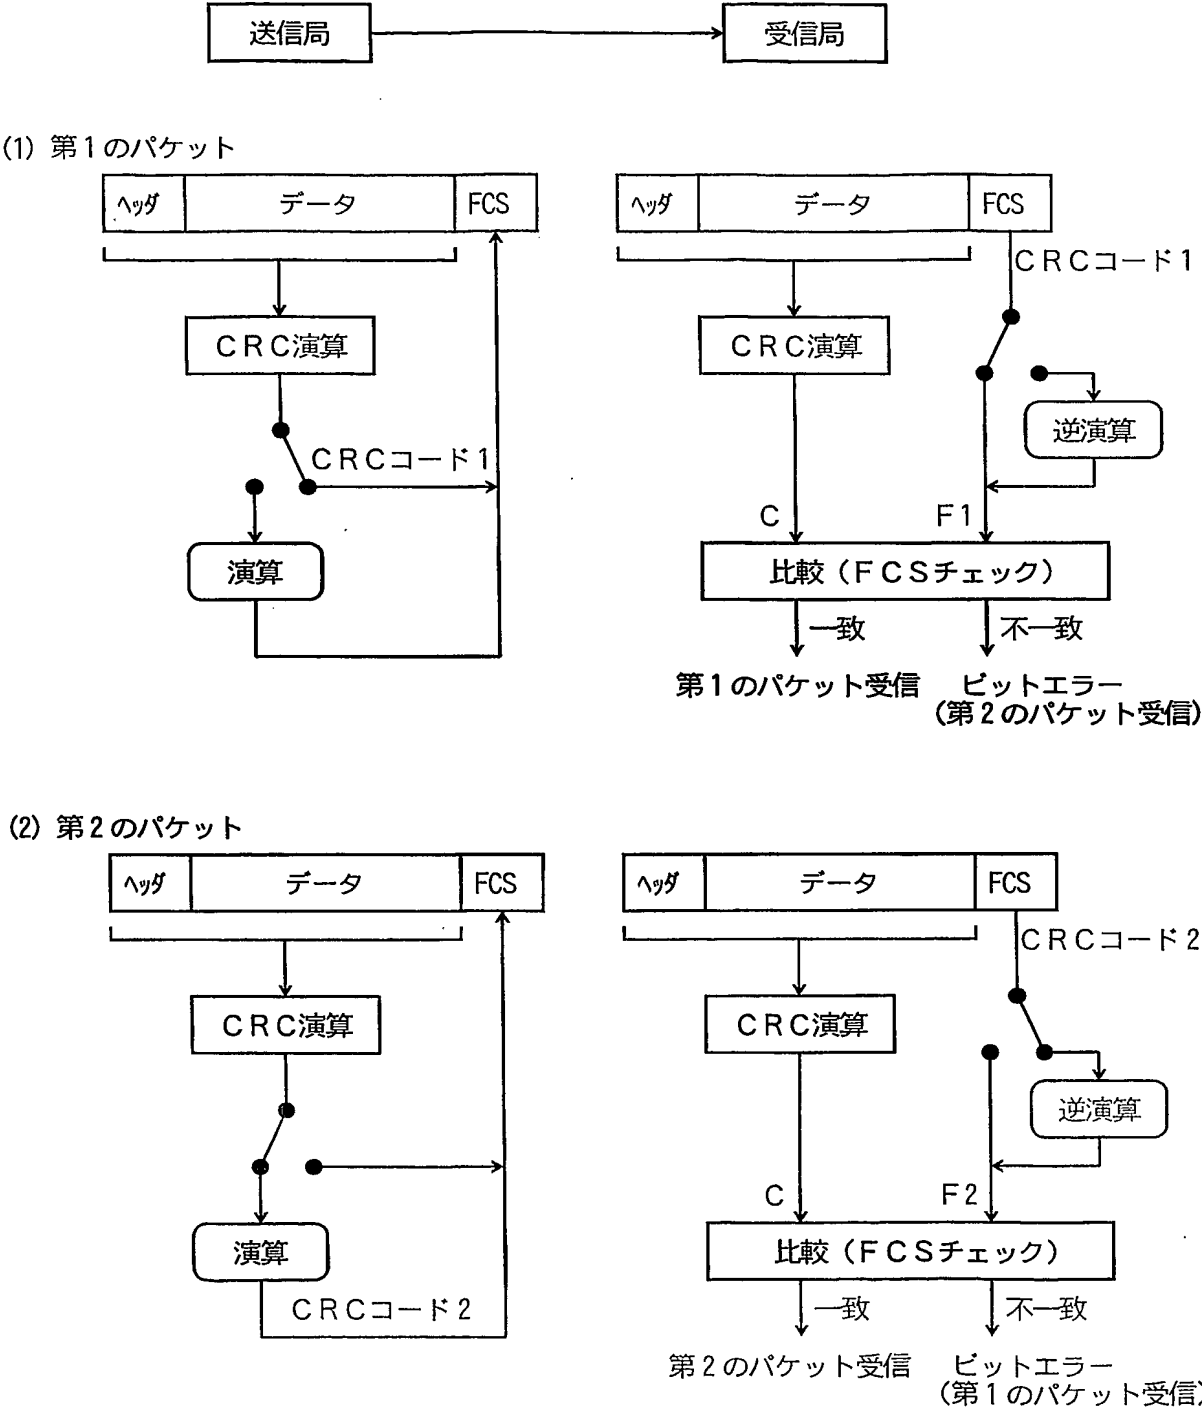 送信局
受信局
(1) 第1のパケット
ヘッダ
データ
FCS
ヘッダ
データ
FCS
CRCコード1
CRC演算
CRC演算
逆演算
CRCコード1
C
F1
演算
比較（FCSチェック）
一致
不一致
第1のパケット受信
ビットエラー
(第2のパケット受信)
(2) 第2のパケット
ヘッダ
データ
FCS
ヘッダ
データ
FCS
CRCコード2
CRC演算
CRC演算
逆演算
C
F2
演算
比較（FCSチェック）
CRCコード2
一致
不一致
第2のパケット受信
ビットエラー
(第1のパケット受信)